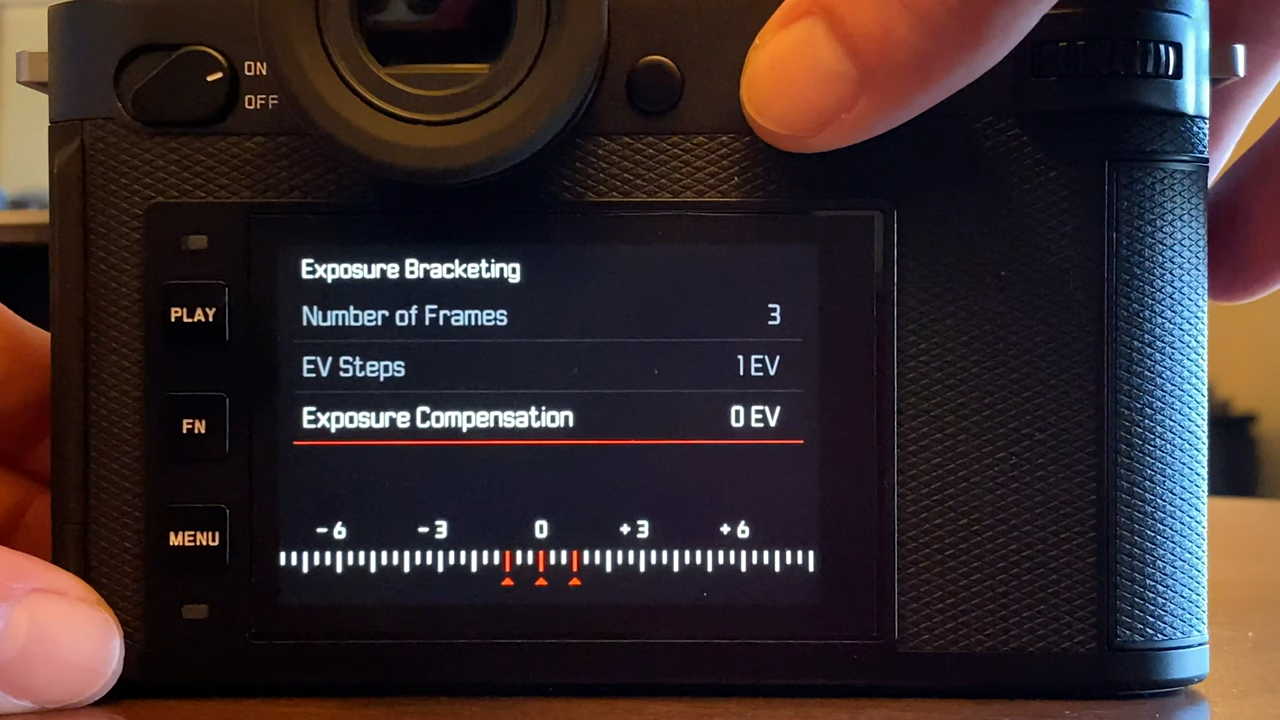 ON
OFF
PLAY
FN
MENU
Exposure Bracketing
Number of Frames 3
EV Steps 1 EV
Exposure Compensation 0 EV
-6 -3 0 +3 +6